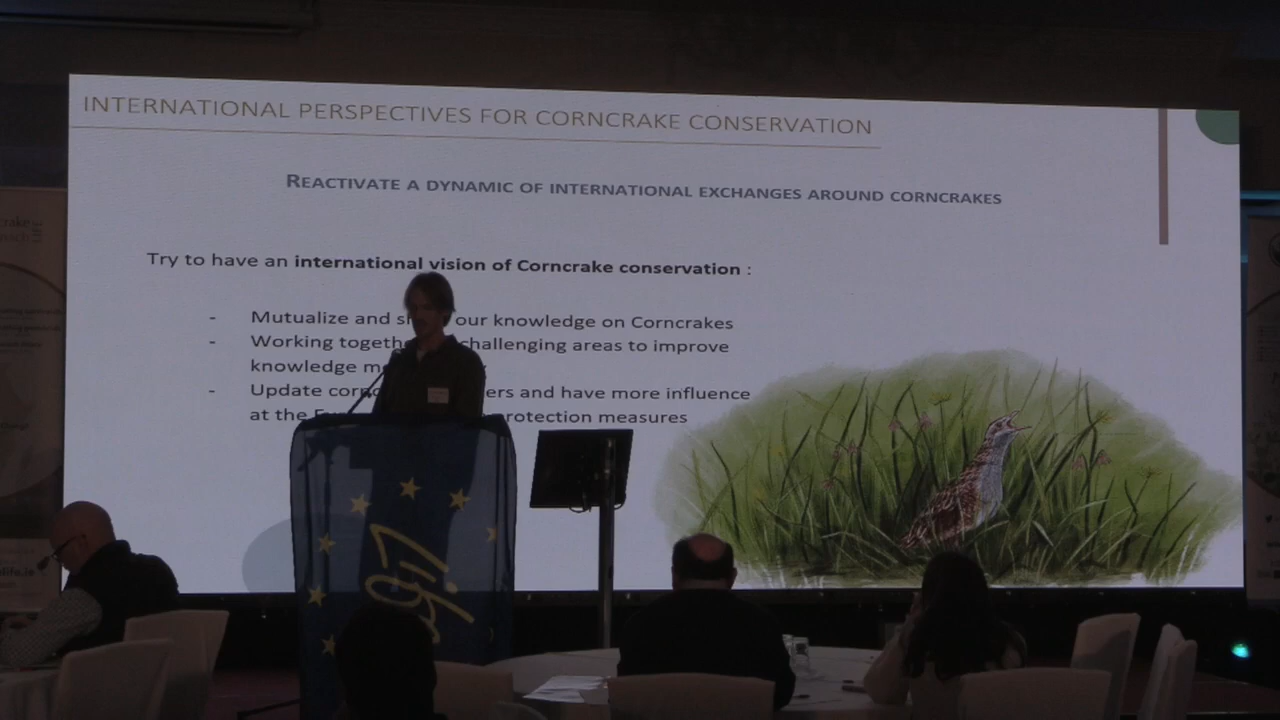 INTERNATIONAL PERSPECTIVES FOR CORNCRAKE CONSERVATION
REACTIVATE A DYNAMIC OF INTERNATIONAL EXCHANGES AROUND CORNCRAKES
Try to have an international vision of Corncrake conservation :
- Mutualize and our knowledge on Corncrakes
- Working challenging areas to improve
knowledge
- Update and have more influence
at the measures
Life